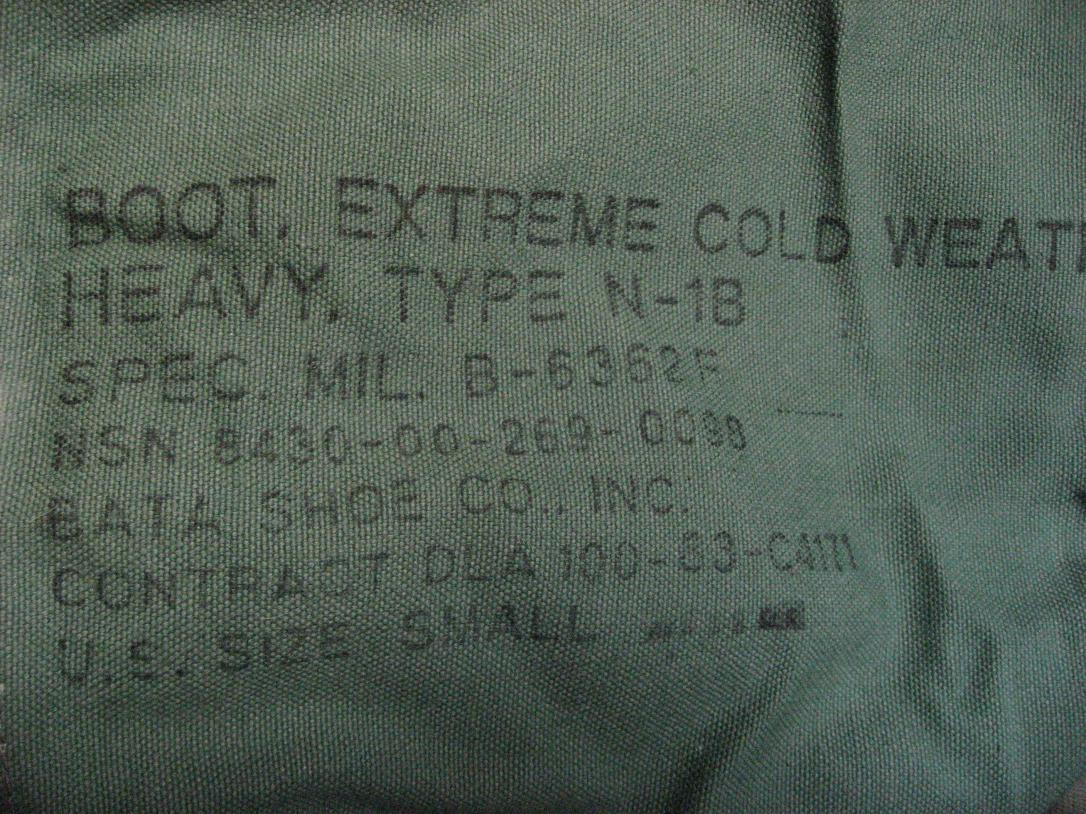 BOOT, EXTREME COLD WEAT
HEAVY, TYPE N-1B
SPEC. MIL. B-6362F
NSN 8430-00-269-0098
BATA SHOE CO., INC.
CONTRACT DLA 100-83-C4171
U.S. SIZE SMALL